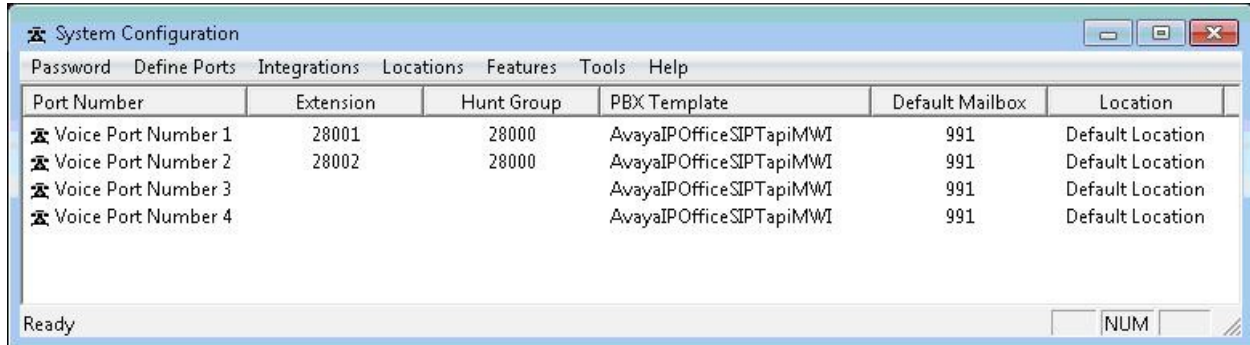 System Configuration
Password Define Ports Integrations Locations Features Tools Help
Port Number Extension Hunt Group PBX Template Default Mailbox Location
Voice Port Number 1 28001 28000 AvayaIPOfficeSIPTapiMWI 991 Default Location
Voice Port Number 2 28002 28000 AvayaIPOfficeSIPTapiMWI 991 Default Location
Voice Port Number 3 AvayaIPOfficeSIPTapiMWI 991 Default Location
Voice Port Number 4 AvayaIPOfficeSIPTapiMWI 991 Default Location
Ready NUM